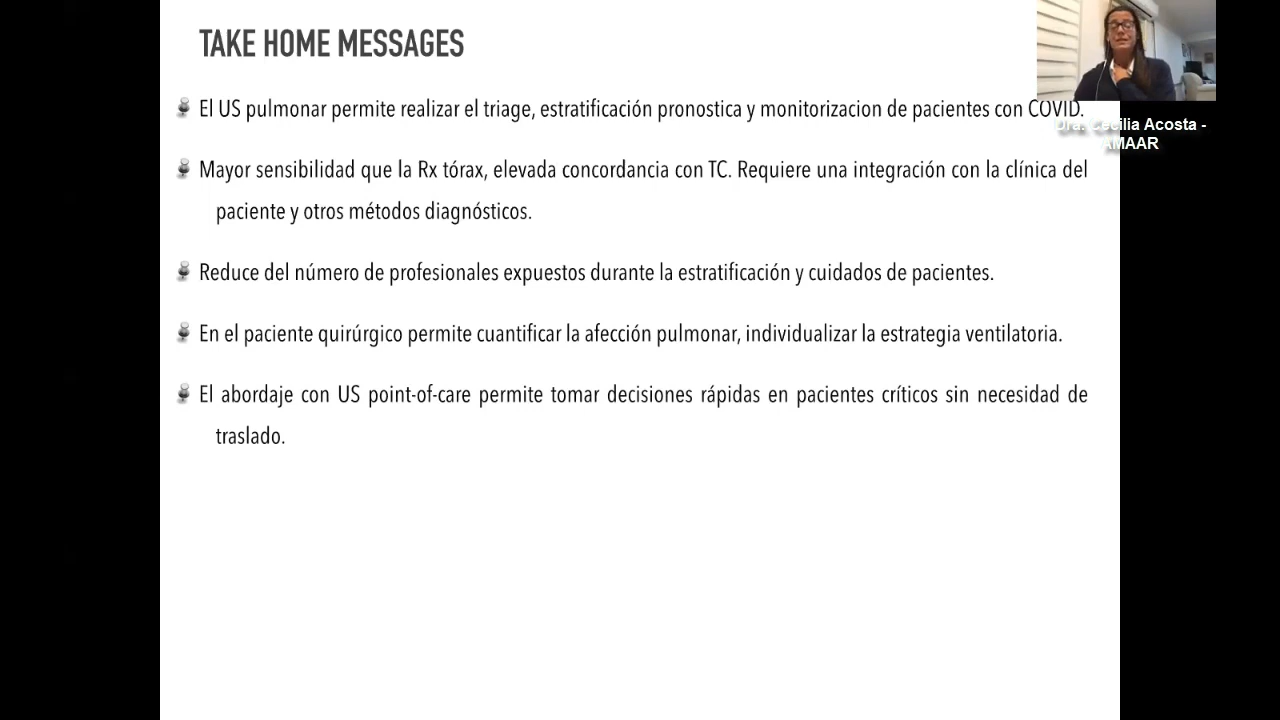 TAKE HOME MESSAGES
El US pulmonar permite realizar el triage, estratificación pronostica y monitorizacion de pacientes con COVID.
Dra. Cecilia Acosta -
AMAAR
Mayor sensibilidad que la Rx tórax, elevada concordancia con TC. Requiere una integración con la clínica del
paciente y otros métodos diagnósticos.
Reduce del número de profesionales expuestos durante la estratificación y cuidados de pacientes.
En el paciente quirúrgico permite cuantificar la afección pulmonar, individualizar la estrategia ventilatoria.
El abordaje con US point-of-care permite tomar decisiones rápidas en pacientes críticos sin necesidad de
traslado.